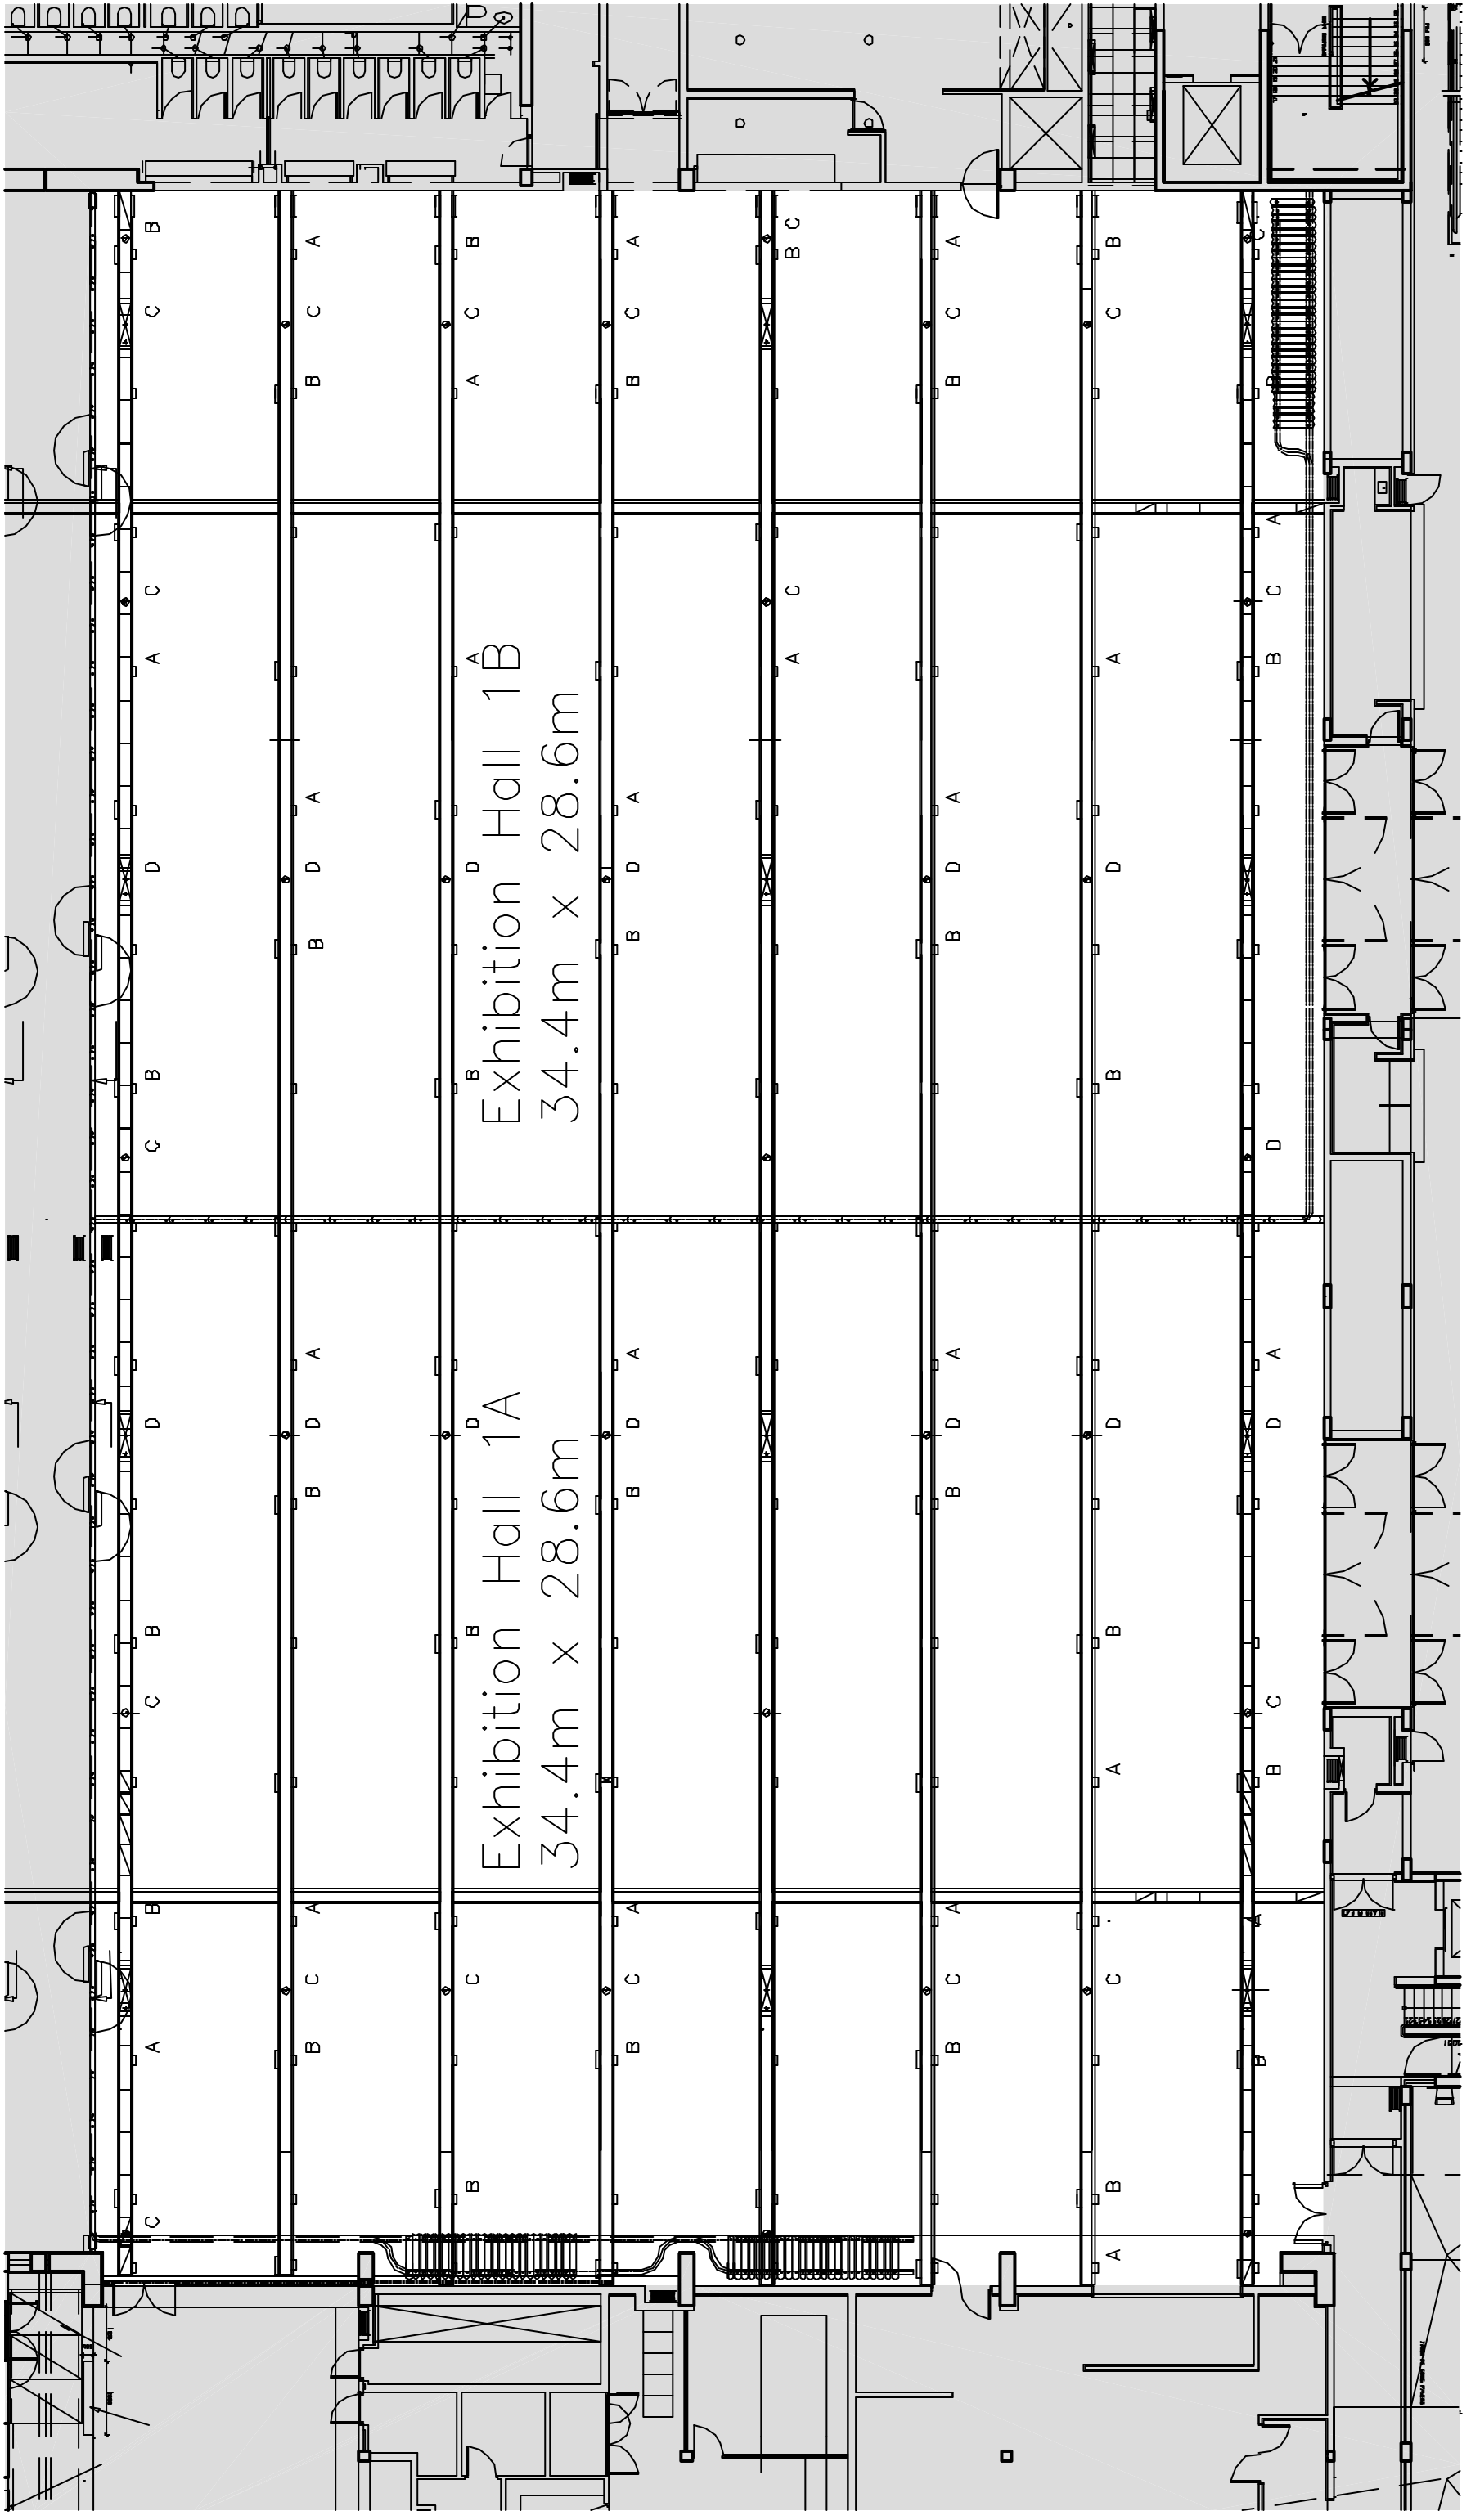 B A B A C A B C
B
C C C C C C
B A B B B
A
C C C
A A A A B
A A A
D D D D D D
B B B
B B B
C D
Exhibition Hall 1B
34.4m x 28.6m
A A A A
D D D D D D D
B B B
B B B
C C
A B
Exhibition Hall 1A
34.4m x 28.6m
B A A A A
C C C C C
A B B B
B B
C
A